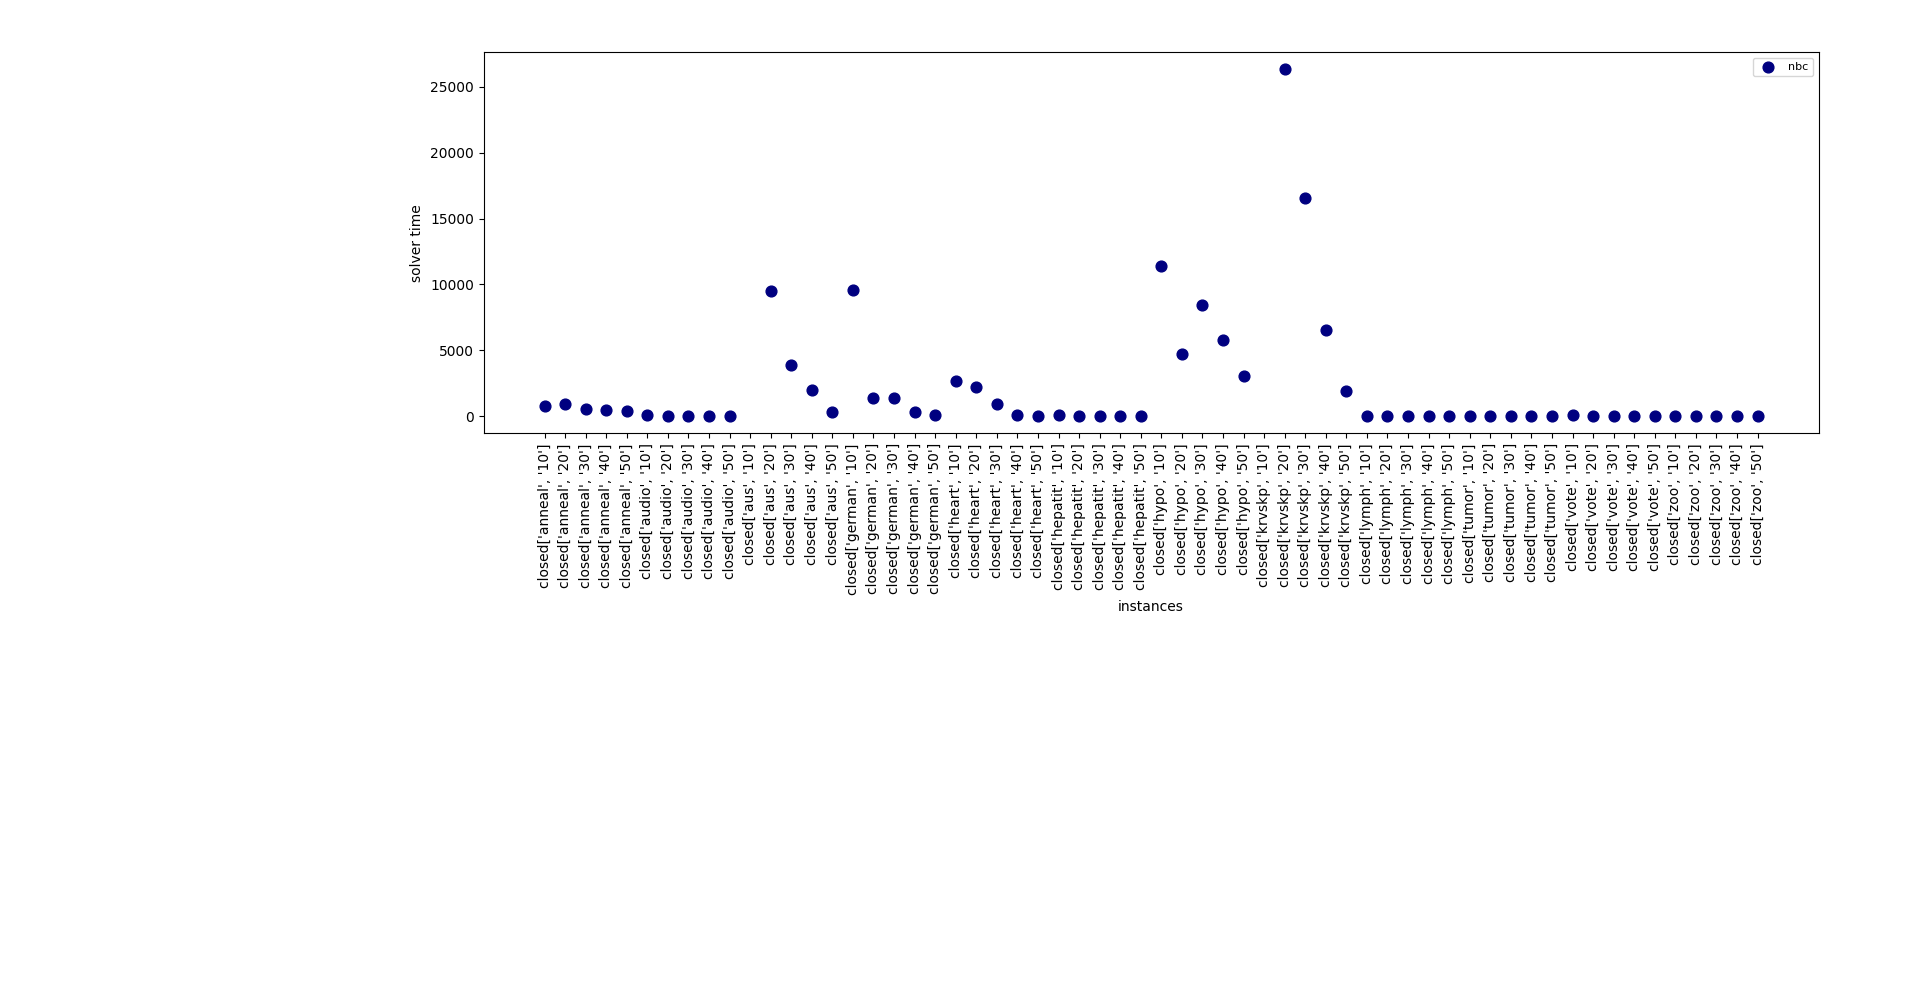 nbc
25000
20000
15000
10000
5000
0
solver time
closed['anneal', '10']
closed['anneal', '20']
closed['anneal', '30']
closed['anneal', '40']
closed['anneal', '50']
closed['audio', '10']
closed['audio', '20']
closed['audio', '30']
closed['audio', '40']
closed['audio', '50']
closed['aus', '10']
closed['aus', '20']
closed['aus', '30']
closed['aus', '40']
closed['aus', '50']
closed['german', '10']
closed['german', '20']
closed['german', '30']
closed['german', '40']
closed['german', '50']
closed['heart', '10']
closed['heart', '20']
closed['heart', '30']
closed['heart', '40']
closed['heart', '50']
closed['hepatit', '10']
closed['hepatit', '20']
closed['hepatit', '30']
closed['hepatit', '40']
closed['hepatit', '50']
closed['hypo', '10']
closed['hypo', '20']
closed['hypo', '30']
closed['hypo', '40']
closed['hypo', '50']
closed['krvskp', '10']
closed['krvskp', '20']
closed['krvskp', '30']
closed['krvskp', '40']
closed['krvskp', '50']
closed['lymph', '10']
closed['lymph', '20']
closed['lymph', '30']
closed['lymph', '40']
closed['lymph', '50']
closed['tumor', '10']
closed['tumor', '20']
closed['tumor', '30']
closed['tumor', '40']
closed['tumor', '50']
closed['vote', '10']
closed['vote', '20']
closed['vote', '30']
closed['vote', '40']
closed['vote', '50']
closed['zoo', '10']
closed['zoo', '20']
closed['zoo', '30']
closed['zoo', '40']
closed['zoo', '50']
instances